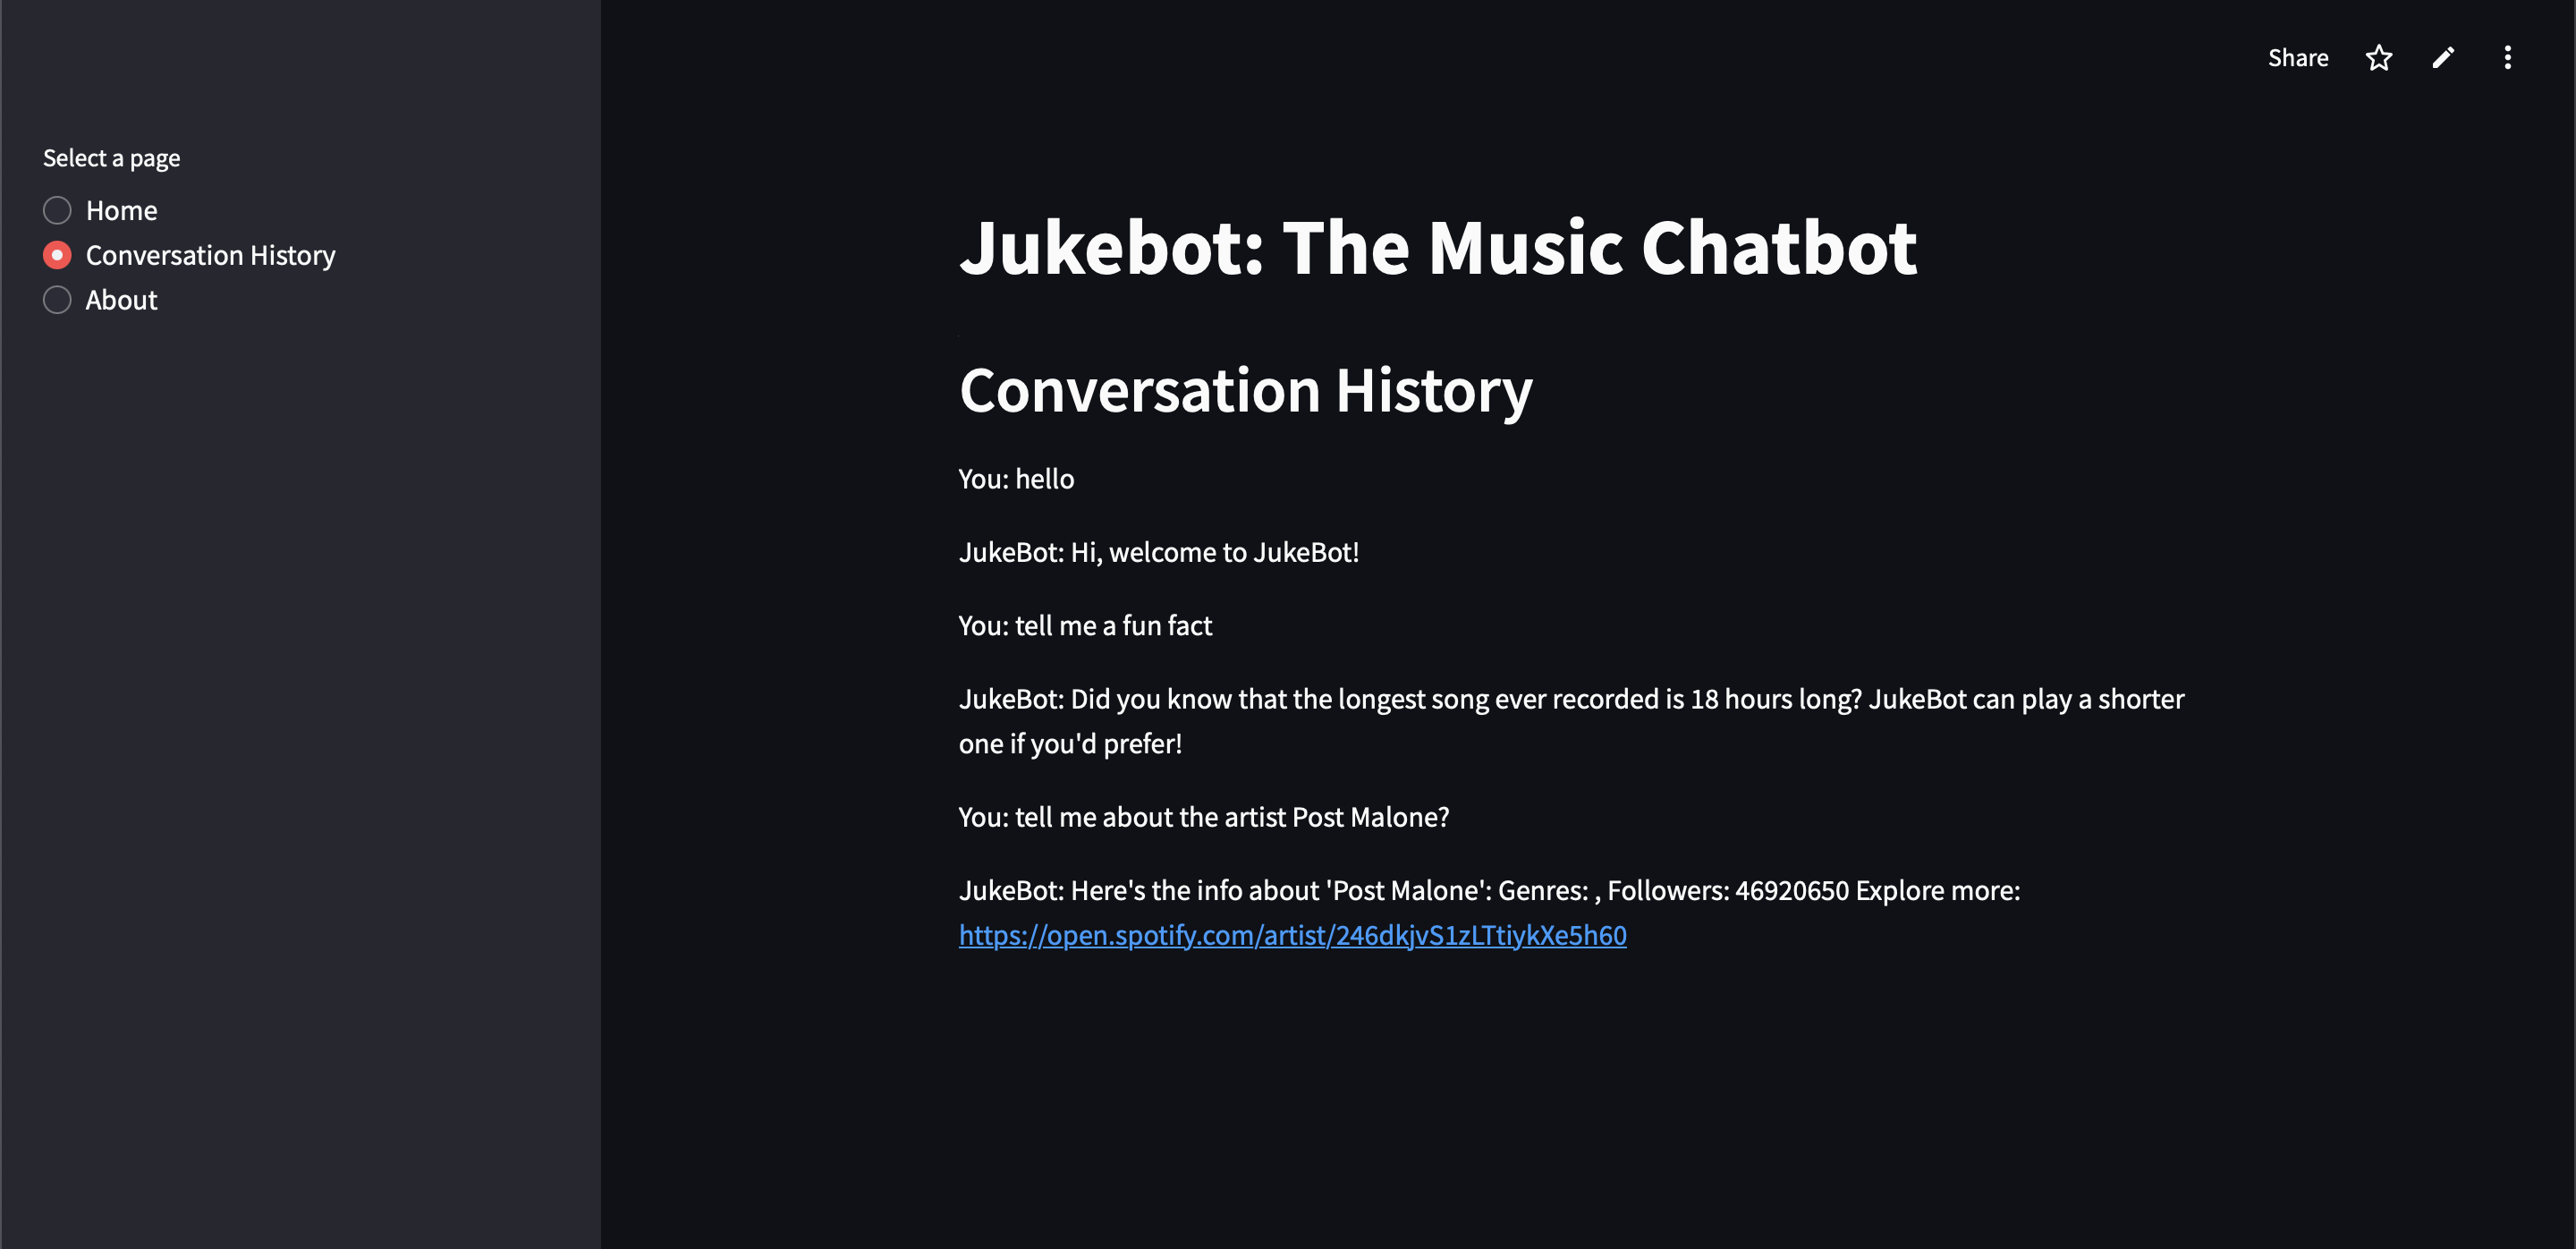 Share
Select a page
Home
Conversation History
About
Jukebot: The Music Chatbot
Conversation History
You: hello
JukeBot: Hi, welcome to JukeBot!
You: tell me a fun fact
JukeBot: Did you know that the longest song ever recorded is 18 hours long? JukeBot can play a shorter
one if you'd prefer!
You: tell me about the artist Post Malone?
JukeBot: Here's the info about 'Post Malone': Genres: , Followers: 46920650 Explore more:
https://open.spotify.com/artist/246dkjvS1zLTtiykXe5h60